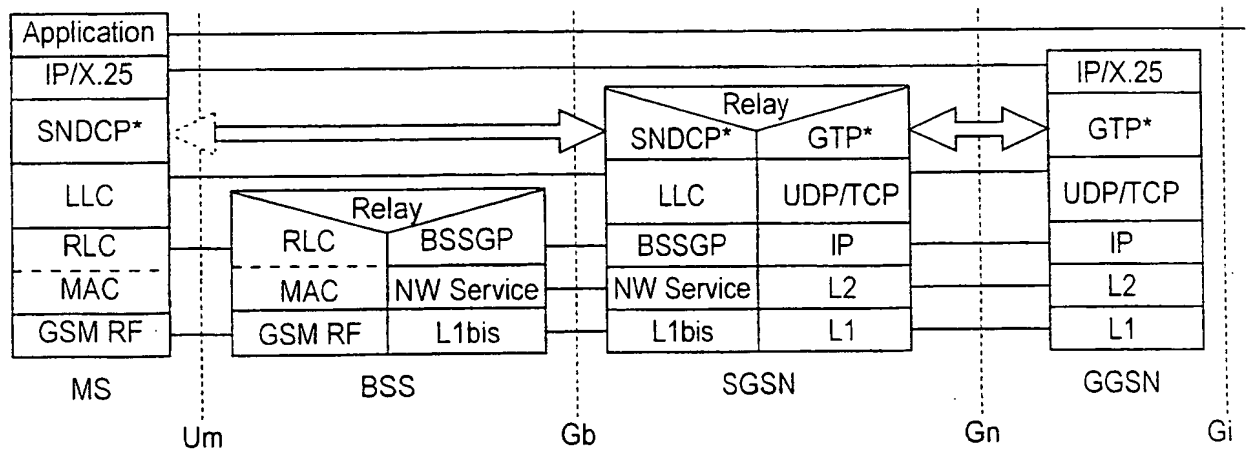 Application
IP/X.25
SNDCP*
LLC
RLC
MAC
GSM RF
MS
Um
Relay
RLC
MAC
GSM RF
BSSGP
NW Service
L1bis
BSS
Gb
Relay
SNDCP*
LLC
BSSGP
NW Service
L1bis
GTP*
UDP/TCP
IP
L2
L1
SGSN
Gn
IP/X.25
GTP*
UDP/TCP
IP
L2
L1
GGSN
Gi